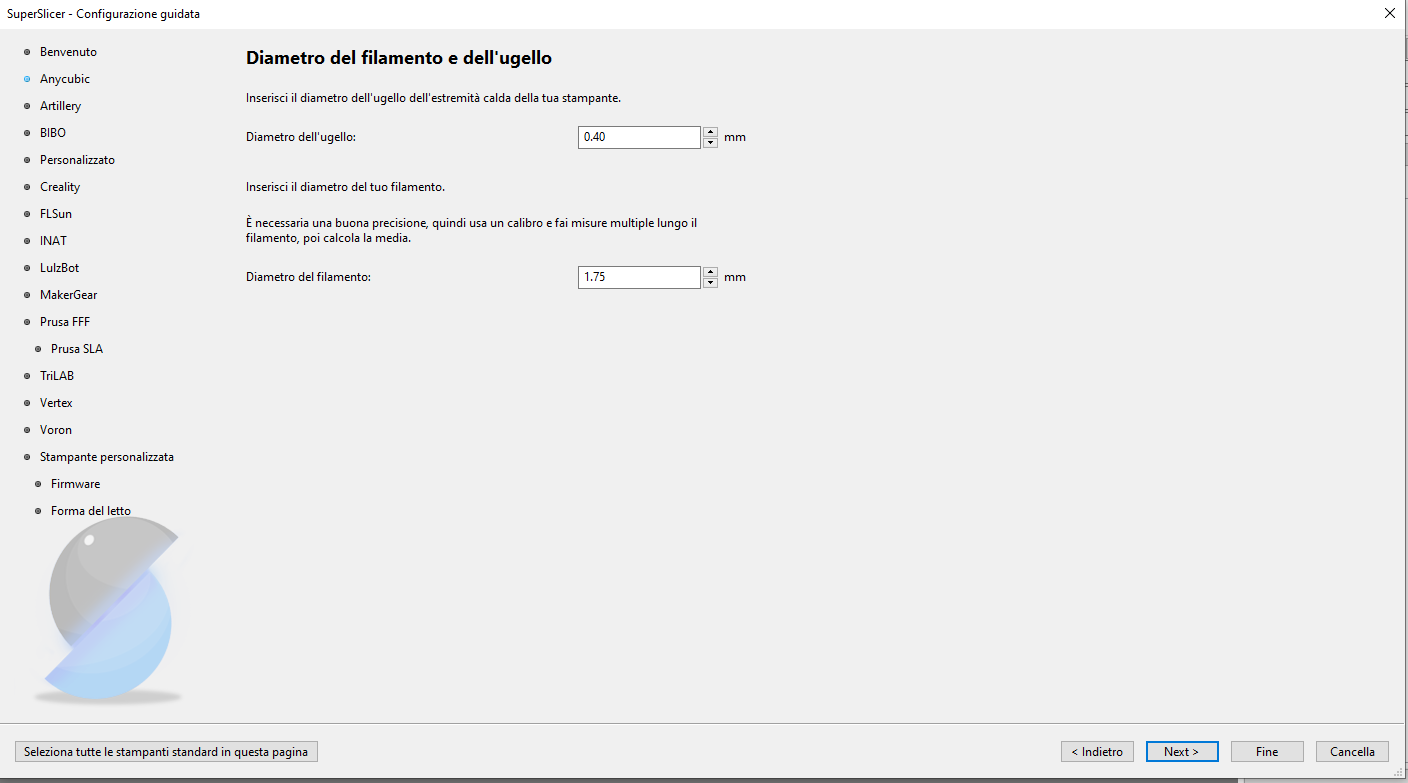 SuperSlicer - Configurazione guidata
Benvenuto
Anycubic
Artillery
BIBO
Personalizzato
Creality
FLSun
INAT
LulzBot
MakerGear
Prusa FFF
Prusa SLA
TriLAB
Vertex
Voron
Stampante personalizzata
Firmware
Forma del letto
Diametro del filamento e dell'ugello
Inserisci il diametro dell'ugello dell'estremità calda della tua stampante.
Diametro dell'ugello: 0.40 mm
Inserisci il diametro del tuo filamento.
È necessaria una buona precisione, quindi usa un calibro e fai misure multiple lungo il
filamento, poi calcola la media.
Diametro del filamento: 1.75 mm
Seleziona tutte le stampanti standard in questa pagina
< Indietro
Next >
Fine
Cancella